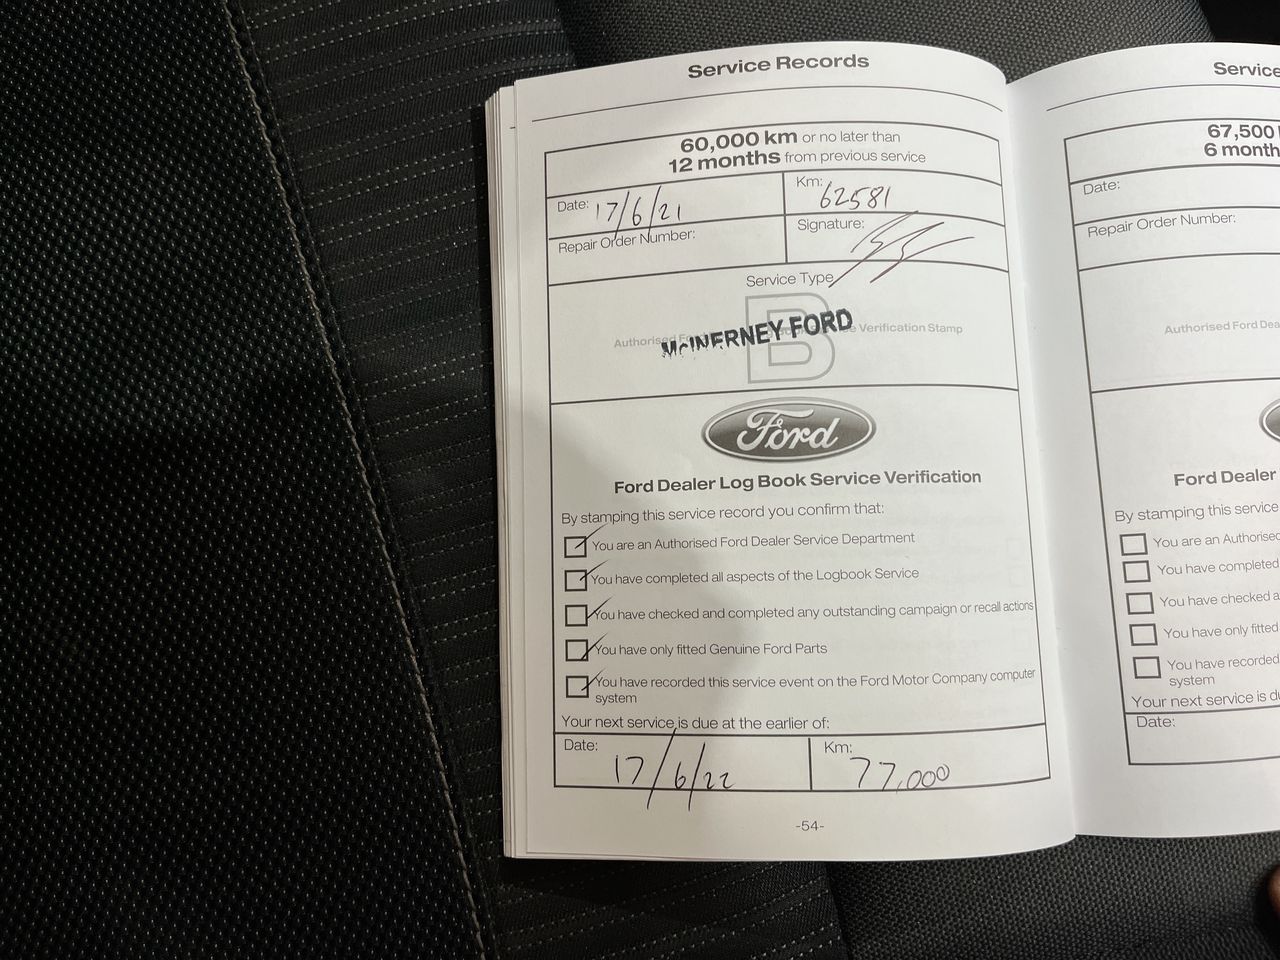 Service Records
60,000 km or no later than
12 months from previous service
Date: 17/6/21
Km: 62581
Repair Order Number:
Signature:
Service Type
B
Authorised Verification Stamp
McINERNEY FORD
Ford
Ford Dealer Log Book Service Verification
By stamping this service record you confirm that:
You are an Authorised Ford Dealer Service Department
You have completed all aspects of the Logbook Service
You have checked and completed any outstanding campaign or recall actions
You have only fitted Genuine Ford Parts
You have recorded this service event on the Ford Motor Company computer
system
Your next service is due at the earlier of:
Date: 17/6/22
Km: 77,000
-54-
Service
67,500
6 month
Date:
Repair Order Number:
Authorised Ford Dea
Ford Dealer
By stamping this service
You are an Authorised
You have completed
You have checked a
You have only fitted
You have recorded
system
Your next service is du
Date: